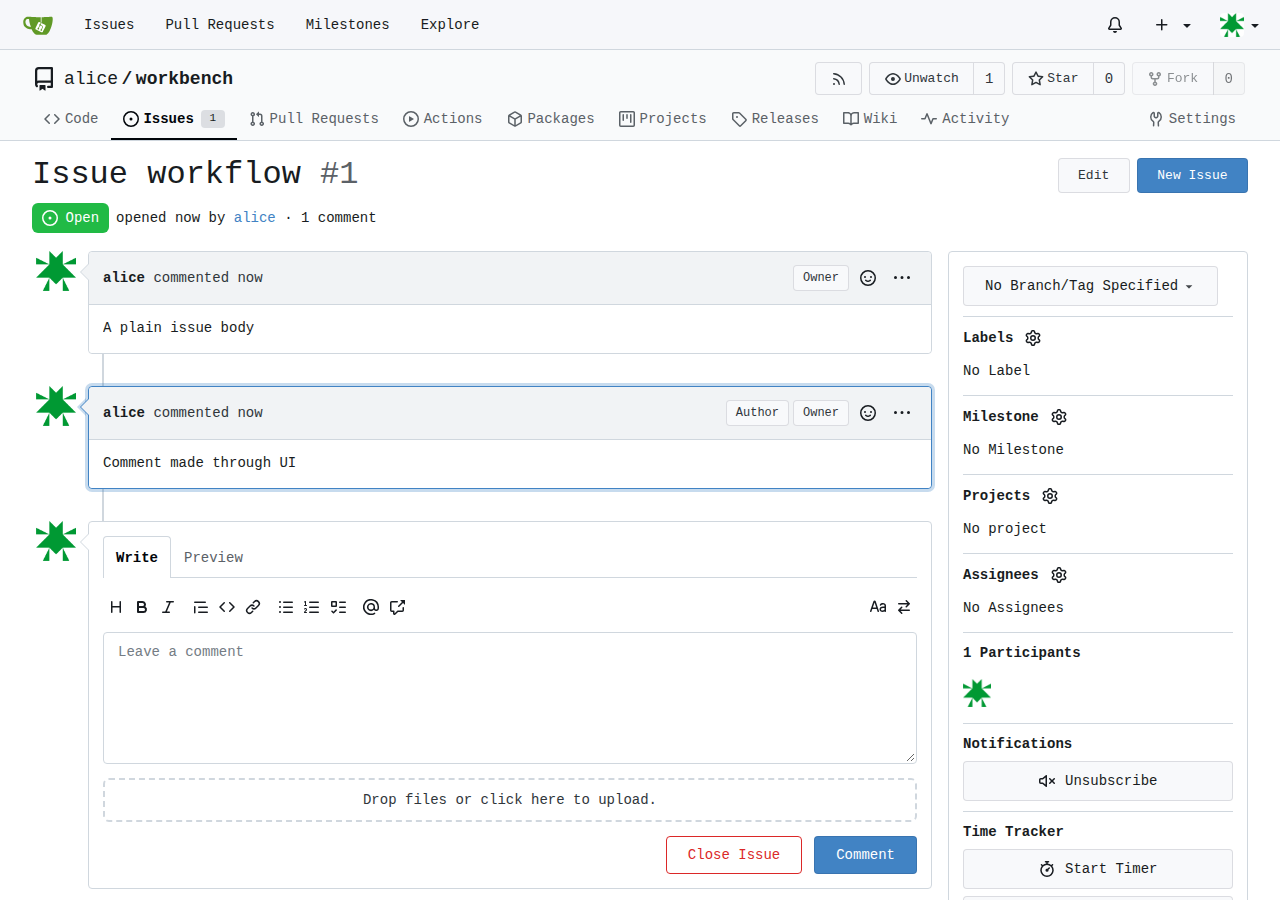 Issues Pull Requests Milestones Explore
alice / workbench
Unwatch 1 Star 0 Fork 0
Code Issues 1 Pull Requests Actions Packages Projects Releases Wiki Activity Settings
Issue workflow #1
Edit New Issue
Open opened now by alice · 1 comment
alice commented now Owner
A plain issue body
alice commented now Author Owner
Comment made through UI
Write Preview
Leave a comment
Drop files or click here to upload.
Close Issue Comment
No Branch/Tag Specified
Labels
No Label
Milestone
No Milestone
Projects
No project
Assignees
No Assignees
1 Participants
Notifications
Unsubscribe
Time Tracker
Start Timer